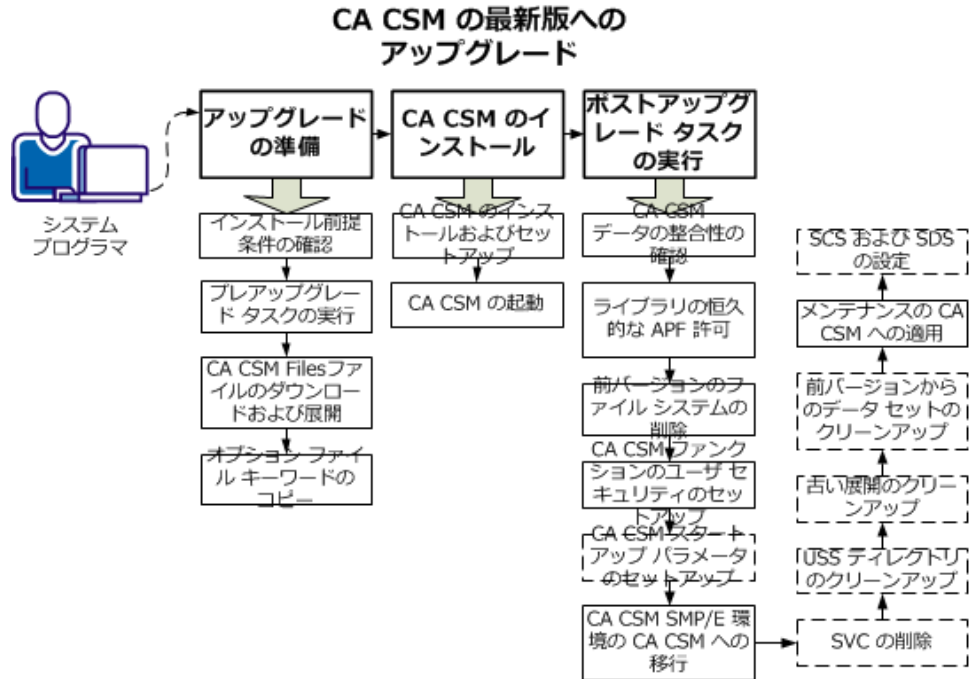 CA CSM の最新版への
アップグレード
システム
プログラマ
アップグレード
の準備
CA CSM のイ
ンストール
ポストアップグ
レード タスク
の実行
インストール前提
条件の確認
プレアップグレー
ド タスクの実行
CA CSM Filesファ
イルのダウンロー
ドおよび展開
オプション ファイ
ル キーワードの
コピー
CA CSM のインス
トールおよびセッ
トアップ
CA CSM の起動
CA CSM
データの整合性の
確認
ライブラリの恒久
的な APF 許可
前バージョンのフ
ァイル システムの
削除
CA CSM ファンク
ションのユーザ セ
キュリティのセッ
トアップ
CA CSM スタート
アップ パラメータ
のセットアップ
CA CSM SMP/E 環
境の CA CSM への
移行
SVC の削除
USS ディレクトリ
のクリーンアップ
古い展開のクリー
ンアップ
前バージョンから
のデータ セットの
クリーンアップ
メンテナンスの CA
CSM への適用
SCS および SDS
の設定